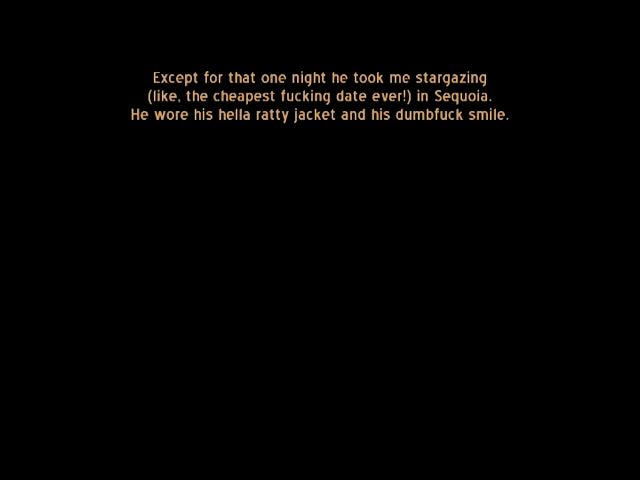 Except for that one night he took me stargazing
(like, the cheapest fucking date ever!) in Sequoia.
He wore his hella ratty jacket and his dumbfuck smile.